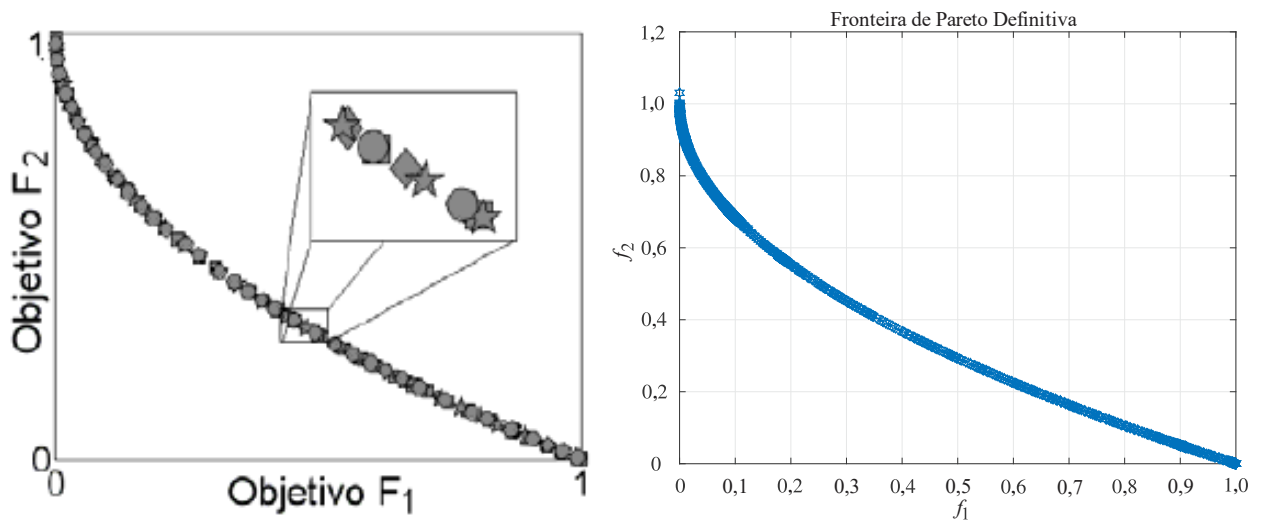 1
Objetivo F2
0
0
Objetivo F1
1
Fronteira de Pareto Definitiva
1,2
1,0
0,8
0,6
0,4
0,2
0
f2
0 0,1 0,2 0,3 0,4 0,5 0,6 0,7 0,8 0,9 1,0
f1